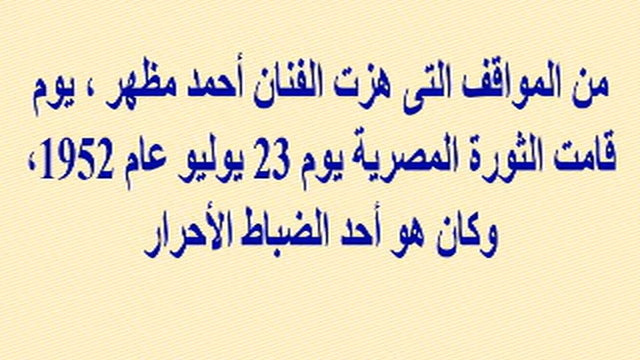 من المواقف التى هزت الفنان أحمد مظهر ، يوم
قامت الثورة المصرية يوم 23 يوليو عام 1952،
وكان هو أحد الضباط الأحرار